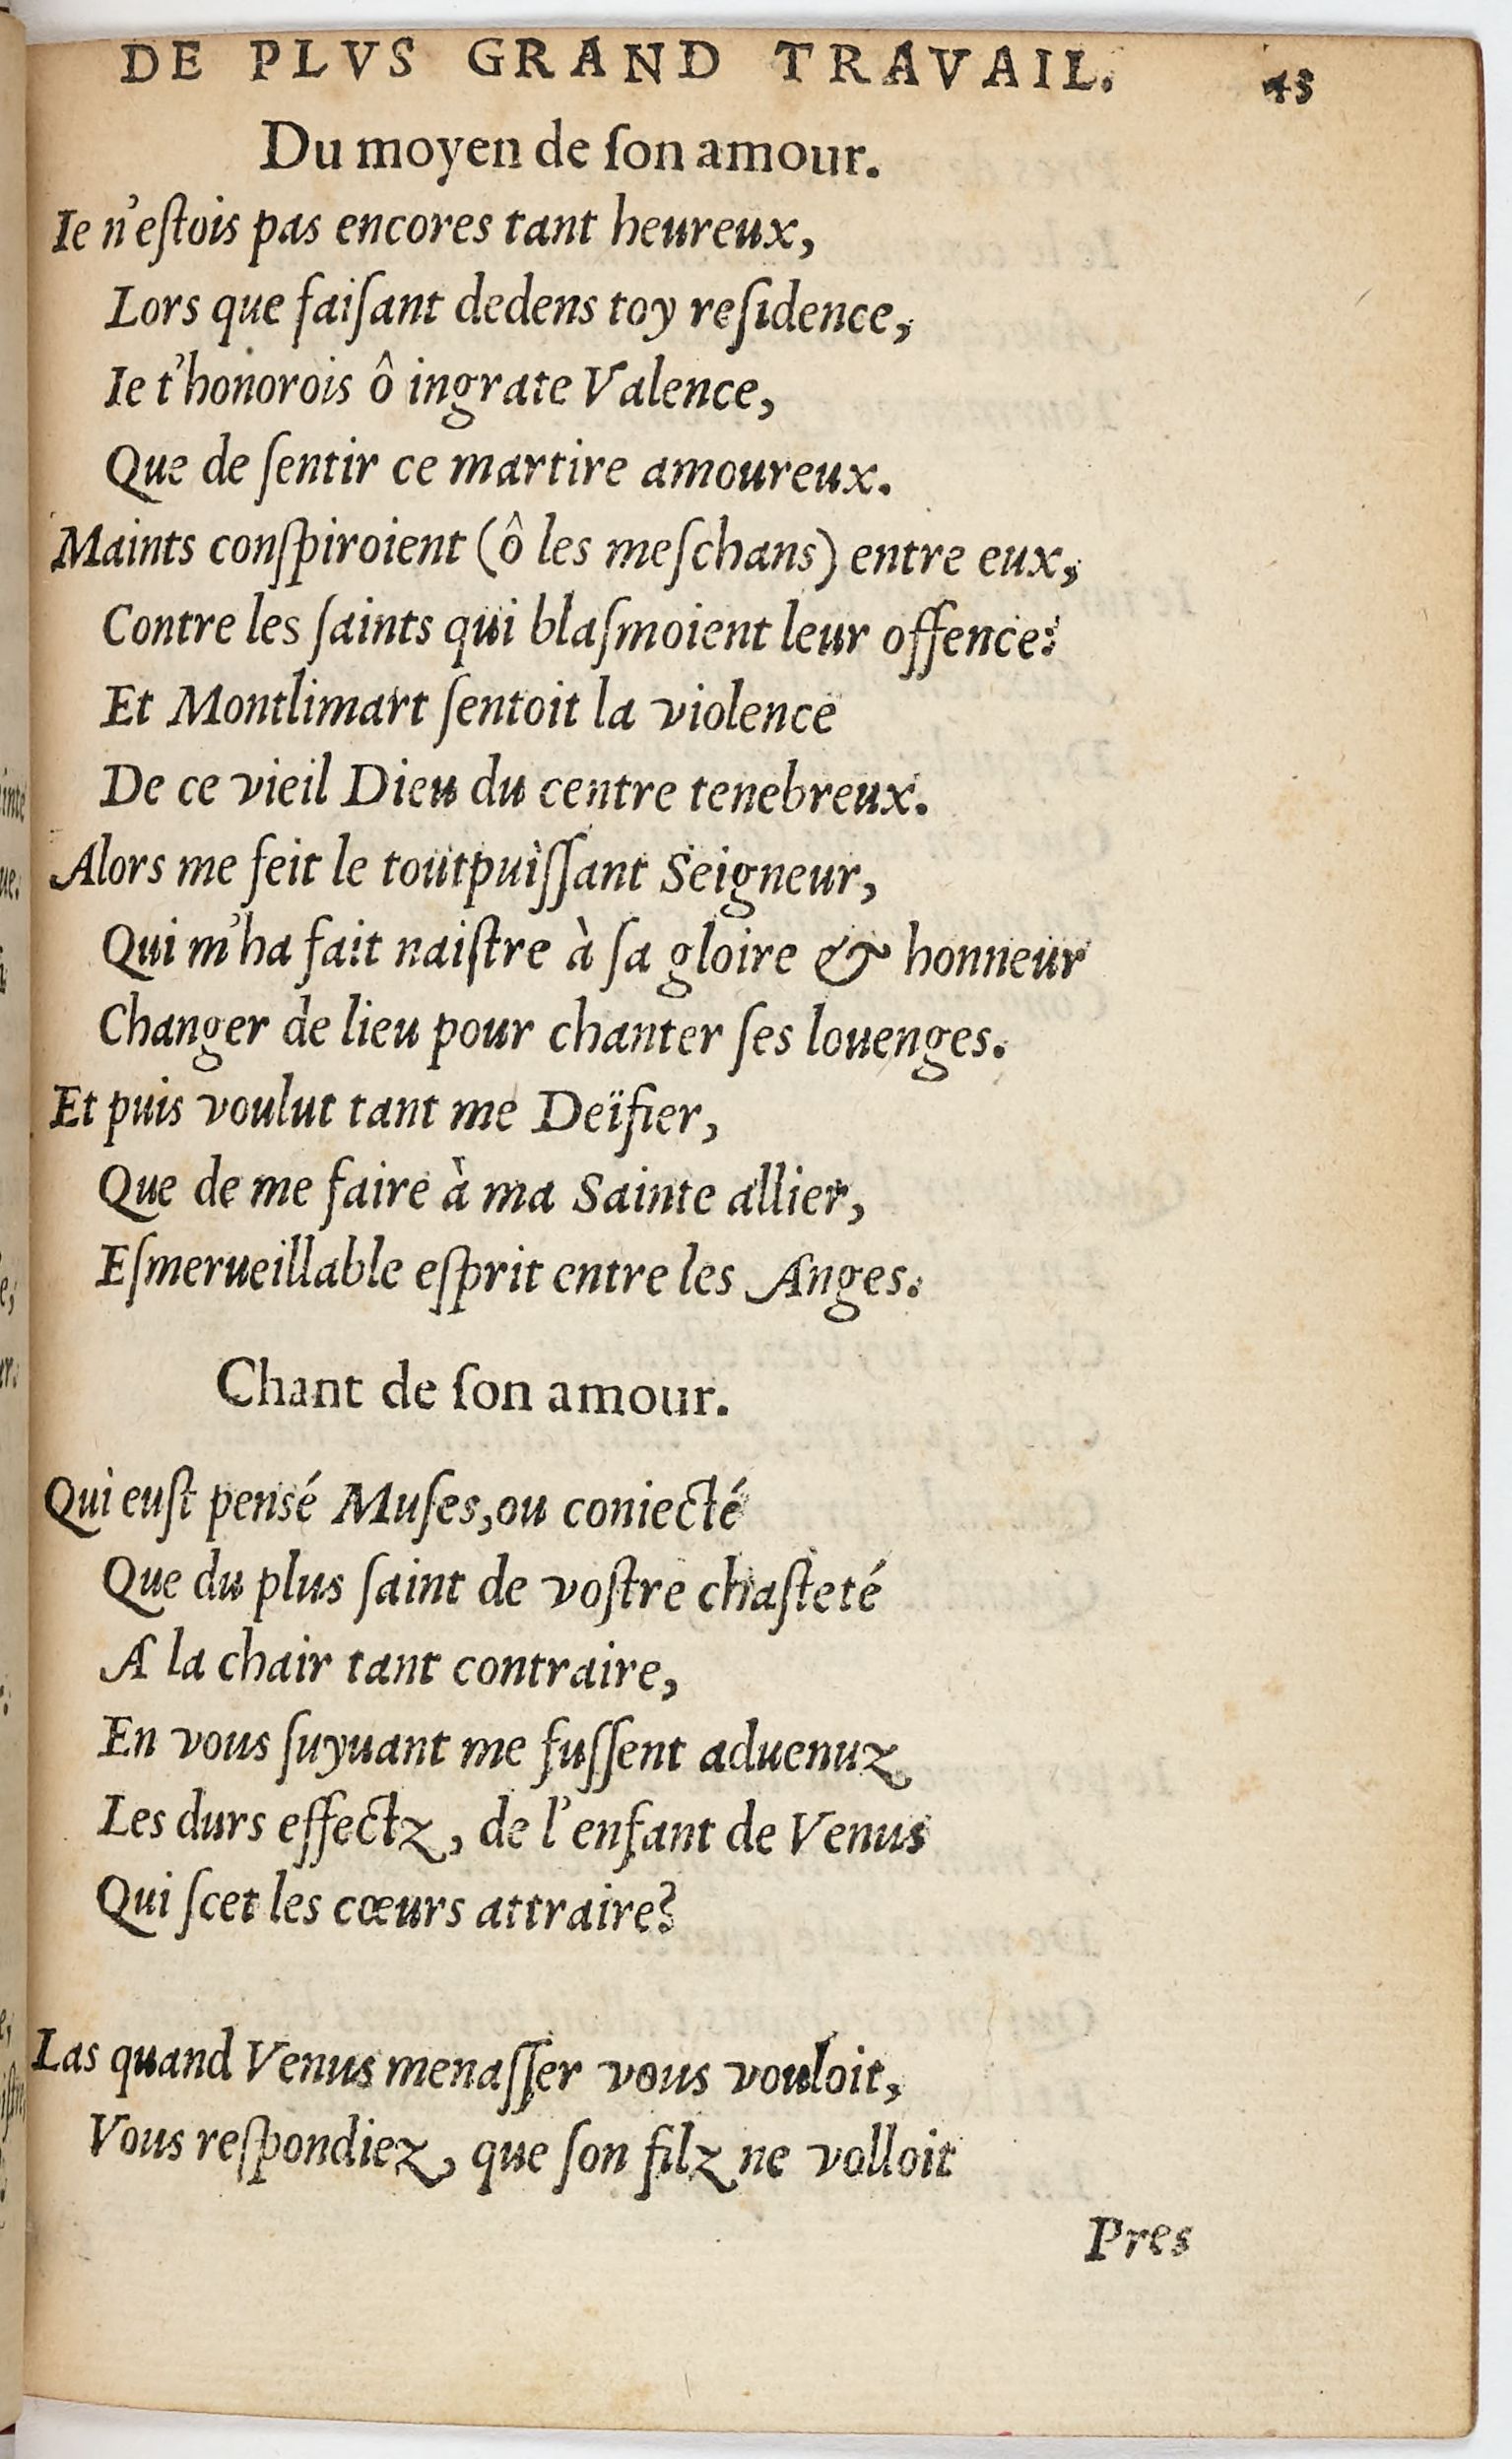 DE PLVS GRAND TRAVAIL. 45
Du moyen de ſon amour.
Ie n'eſtois pas encores tant heureux,
Lors que faiſant dedens toy reſidence,
Ie t'honorois ô ingrate Valence,
Que de ſentir ce martire amoureux.
Maints conſpiroient (ô les meſchans) entre eux,
Contre les ſaints qui blaſmoient leur offence:
Et Montlimart ſentoit la violence
De ce vieil Dieu du centre tenebreux.
Alors me feit le toutpuiſſant Seigneur,
Qui m'ha fait naiſtre à ſa gloire & honneur
Changer de lieu pour chanter ſes louenges.
Et puis voulut tant me Deïfier,
Que de me faire à ma Sainte allier,
Eſmerueillable eſprit entre les Anges.
Chant de ſon amour.
Qui euſt pensé Muſes, ou coniecté
Que du plus ſaint de voſtre chaſteté
A la chair tant contraire,
En vous ſuyuant me fuſſent aduenuz
Les durs effectz, de l'enfant de Venus
Qui ſcet les cœurs attraire?
Las quand Venus menaſſer vous vouloit,
Vous reſpondiez, que ſon filz ne volloit
Pres